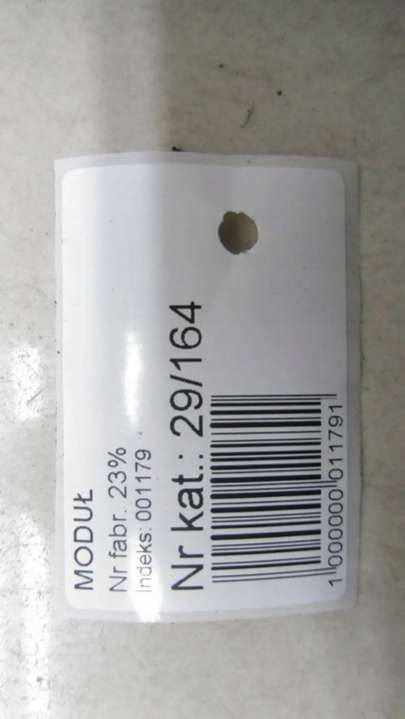 MODUŁ
Nr fabr. 23%
Indeks: 001179
Nr kat.: 29/164
1 000000 011791